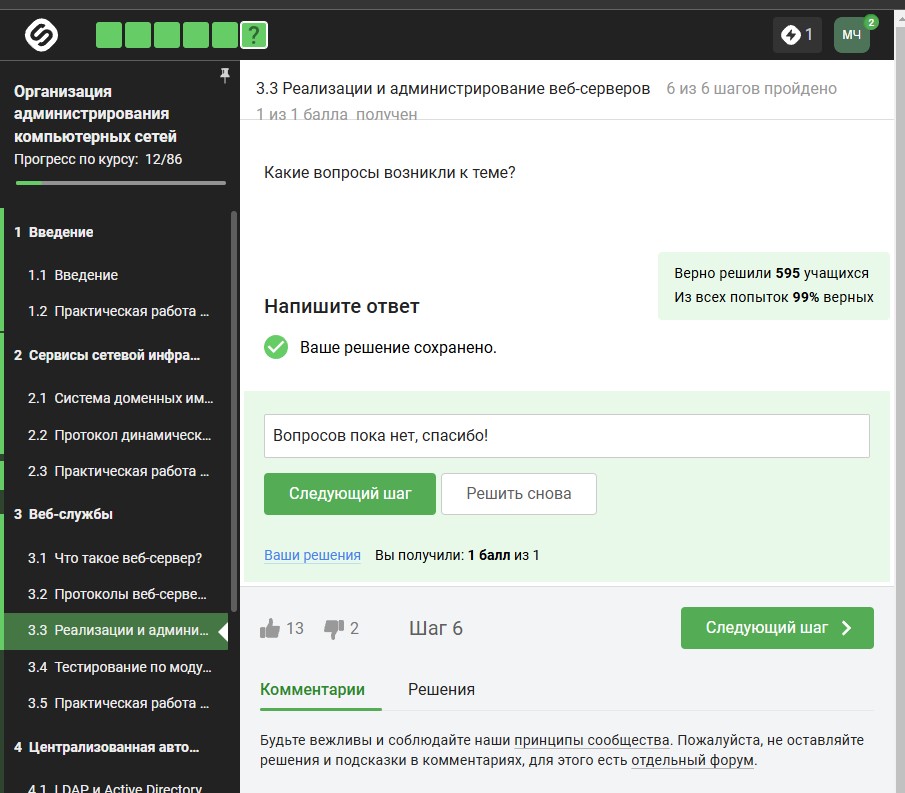 ?
1
МЧ
2
Организация
администрирования
компьютерных сетей
Прогресс по курсу: 12/86
1 Введение
1.1 Введение
1.2 Практическая работа ...
2 Сервисы сетевой инфра...
2.1 Система доменных им...
2.2 Протокол динамическ...
2.3 Практическая работа ...
3 Веб-службы
3.1 Что такое веб-сервер?
3.2 Протоколы веб-серве...
3.3 Реализации и админи...
3.4 Тестирование по моду...
3.5 Практическая работа ...
4 Централизованная авто...
4.1 LDAP и Active Directory
3.3 Реализации и администрирование веб-серверов 6 из 6 шагов пройдено
1 из 1 балла получен
Какие вопросы возникли к теме?
Верно решили 595 учащихся
Из всех попыток 99% верных
Напишите ответ
Ваше решение сохранено.
Вопросов пока нет, спасибо!
Следующий шаг
Решить снова
Ваши решения Вы получили: 1 балл из 1
13
2
Шаг 6
Следующий шаг
Комментарии
Решения
Будьте вежливы и соблюдайте наши принципы сообщества. Пожалуйста, не оставляйте
решения и подсказки в комментариях, для этого есть отдельный форум.